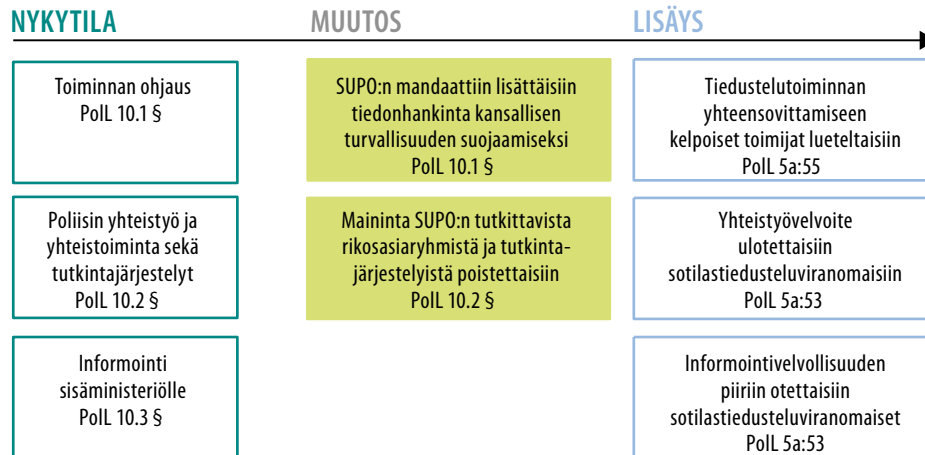 NYKYTILA
MUUTOS
LISÄYS
Toiminnan ohjaus
PolL 10.1 §
SUPO:n mandaattiin lisättäisiin
tiedonhankinta kansallisen
turvallisuuden suojaamiseksi
PolL 10.1 §
Tiedustelutoiminnan
yhteensovittamiseen
kelpoiset toimijat lueteltaisiin
PolL 5a:55
Poliisin yhteistyö ja
yhteistoiminta sekä
tutkintajärjestelyt
PolL 10.2 §
Maininta SUPO:n tutkittavista
rikosasiaryhmistä ja tutkinta-
järjestelyistä poistettaisiin
PolL 10.2 §
Yhteistyövelvoite
ulotettaisiin
sotilastiedusteluviranomaisiin
PolL 5a:53
Informointi
sisäministeriölle
PolL 10.3 §
Informointivelvollisuuden
piiriin otettaisiin
sotilastiedusteluviranomaiset
PolL 5a:53